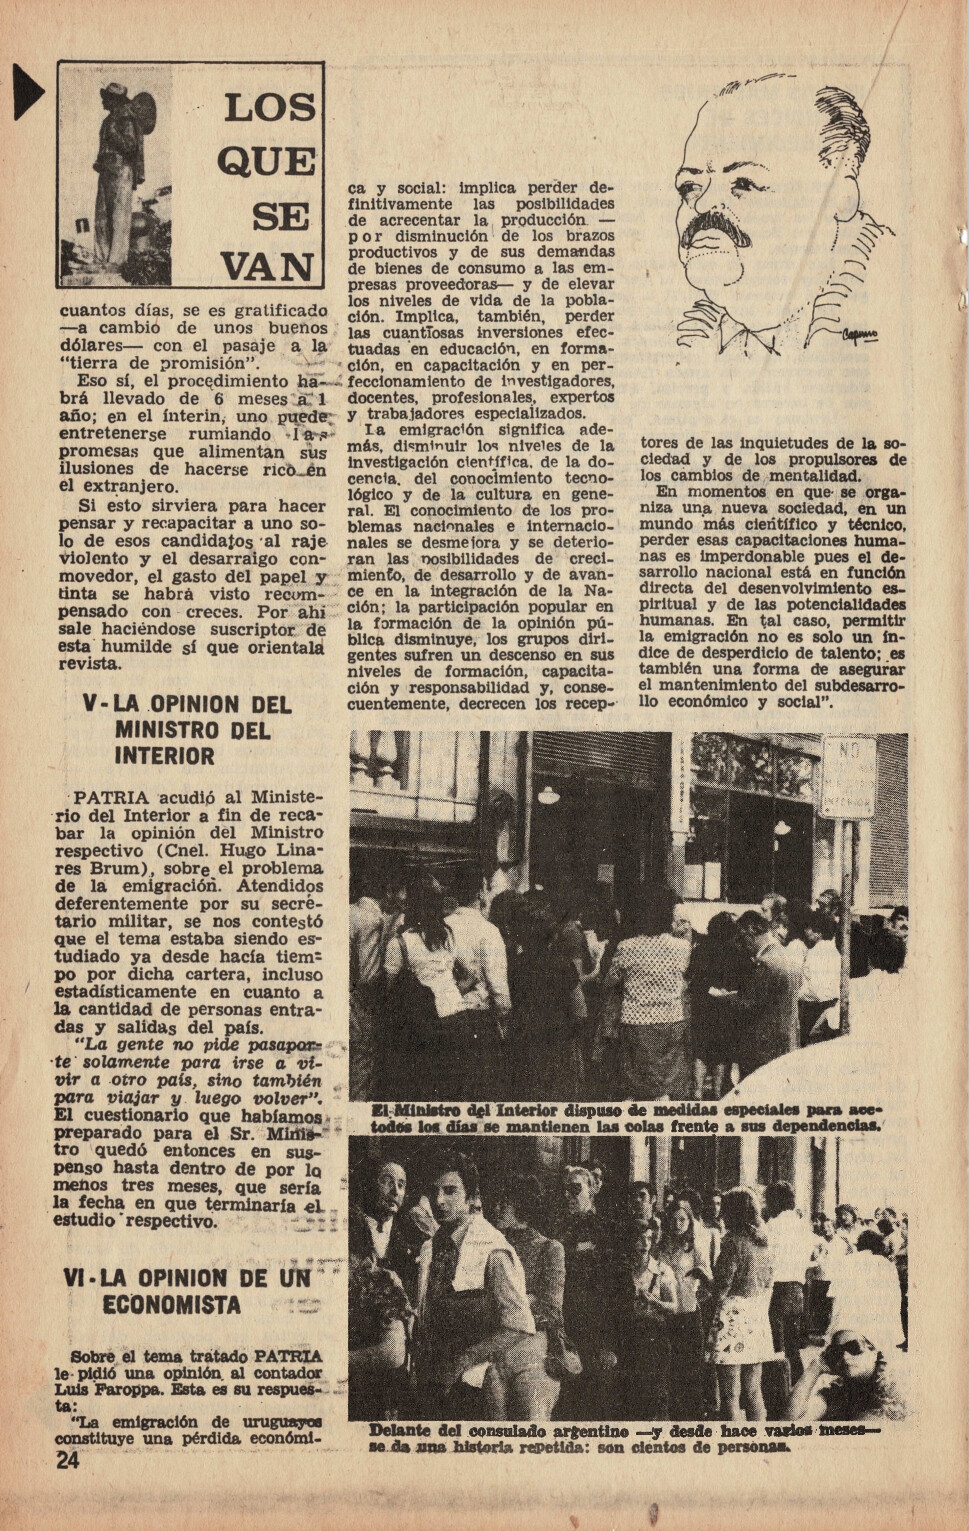 LOS
QUE
SE
VAN
cuantos días, se es gratificado
—a cambio de unos buenos
dólares— con el pasaje a la
"tierra de promisión".
Eso sí, el procedimiento ha-
brá llevado de 6 meses a 1
año; en el ínterin, uno puede
entretenerse rumiando las
promesas que alimentan sus
ilusiones de hacerse rico en
el extranjero.
Si esto sirviera para hacer
pensar y recapacitar a uno so-
lo de esos candidatos al raje
violento y el desarraigo con-
movedor, el gasto del papel y
tinta se habrá visto recom-
pensado con creces. Por ahí
sale haciéndose suscriptor de
esta humilde sí que orientala
revista.
V - LA OPINION DEL
MINISTRO DEL
INTERIOR
PATRIA acudió al Ministe-
rio del Interior a fin de reca-
bar la opinión del Ministro
respectivo (Cnel. Hugo Lina-
res Brum), sobre el problema
de la emigración. Atendidos
deferentemente por su secre-
tario militar, se nos contestó
que el tema estaba siendo es-
tudiado ya desde hacía tiem-
po por dicha cartera, incluso
estadísticamente en cuanto a
la cantidad de personas entra-
das y salidas del país.
"La gente no pide pasapor-
te solamente para irse a vi-
vir a otro país, sino también
para viajar y luego volver".
El cuestionario que habíamos
preparado para el Sr. Minis-
tro quedó entonces en sus-
penso hasta dentro de por lo
menos tres meses, que sería
la fecha en que terminaría el
estudio respectivo.
VI - LA OPINION DE UN
ECONOMISTA
Sobre el tema tratado PATRIA
le pidió una opinión al contador
Luis Faroppa. Esta es su respues-
ta:
"La emigración de uruguayos
constituye una pérdida económi-
24
ca y social: implica perder de-
finitivamente las posibilidades
de acrecentar la producción —
por disminución de los brazos
productivos y de sus demandas
de bienes de consumo a las em-
presas proveedoras— y de elevar
los niveles de vida de la pobla-
ción. Implica, también, perder
las cuantiosas inversiones efec-
tuadas en educación, en forma-
ción, en capacitación y en per-
feccionamiento de investigadores,
docentes, profesionales, expertos
y trabajadores especializados.
La emigración significa ade-
más, disminuir los niveles de la
investigación científica, de la do-
cencia, del conocimiento tecno-
lógico y de la cultura en gene-
ral. El conocimiento de los pro-
blemas nacionales e internacio-
nales se desmejora y se deterio-
ran las posibilidades de creci-
miento, de desarrollo y de avan-
ce en la integración de la Na-
ción; la participación popular en
la formación de la opinión pú-
blica disminuye, los grupos diri-
gentes sufren un descenso en sus
niveles de formación, capacita-
ción y responsabilidad y, conse-
cuentemente, decrecen los recep-
Capurro
tores de las inquietudes de la so-
ciedad y de los propulsores de
los cambios de mentalidad.
En momentos en que se orga-
niza una nueva sociedad, en un
mundo más científico y técnico,
perder esas capacitaciones huma-
nas es imperdonable pues el de-
sarrollo nacional está en función
directa del desenvolvimiento es-
piritual y de las potencialidades
humanas. En tal caso, permitir
la emigración no es solo un ín-
dice de desperdicio de talento; es
también una forma de asegurar
el mantenimiento del subdesarro-
llo económico y social".
NO
INTERIOR
El Ministro del Interior dispuso de medidas especiales para ace-
todos los días se mantienen las colas frente a sus dependencias.
Delante del consulado argentino —y desde hace varios meses—
se da una historia repetida: son cientos de personas.